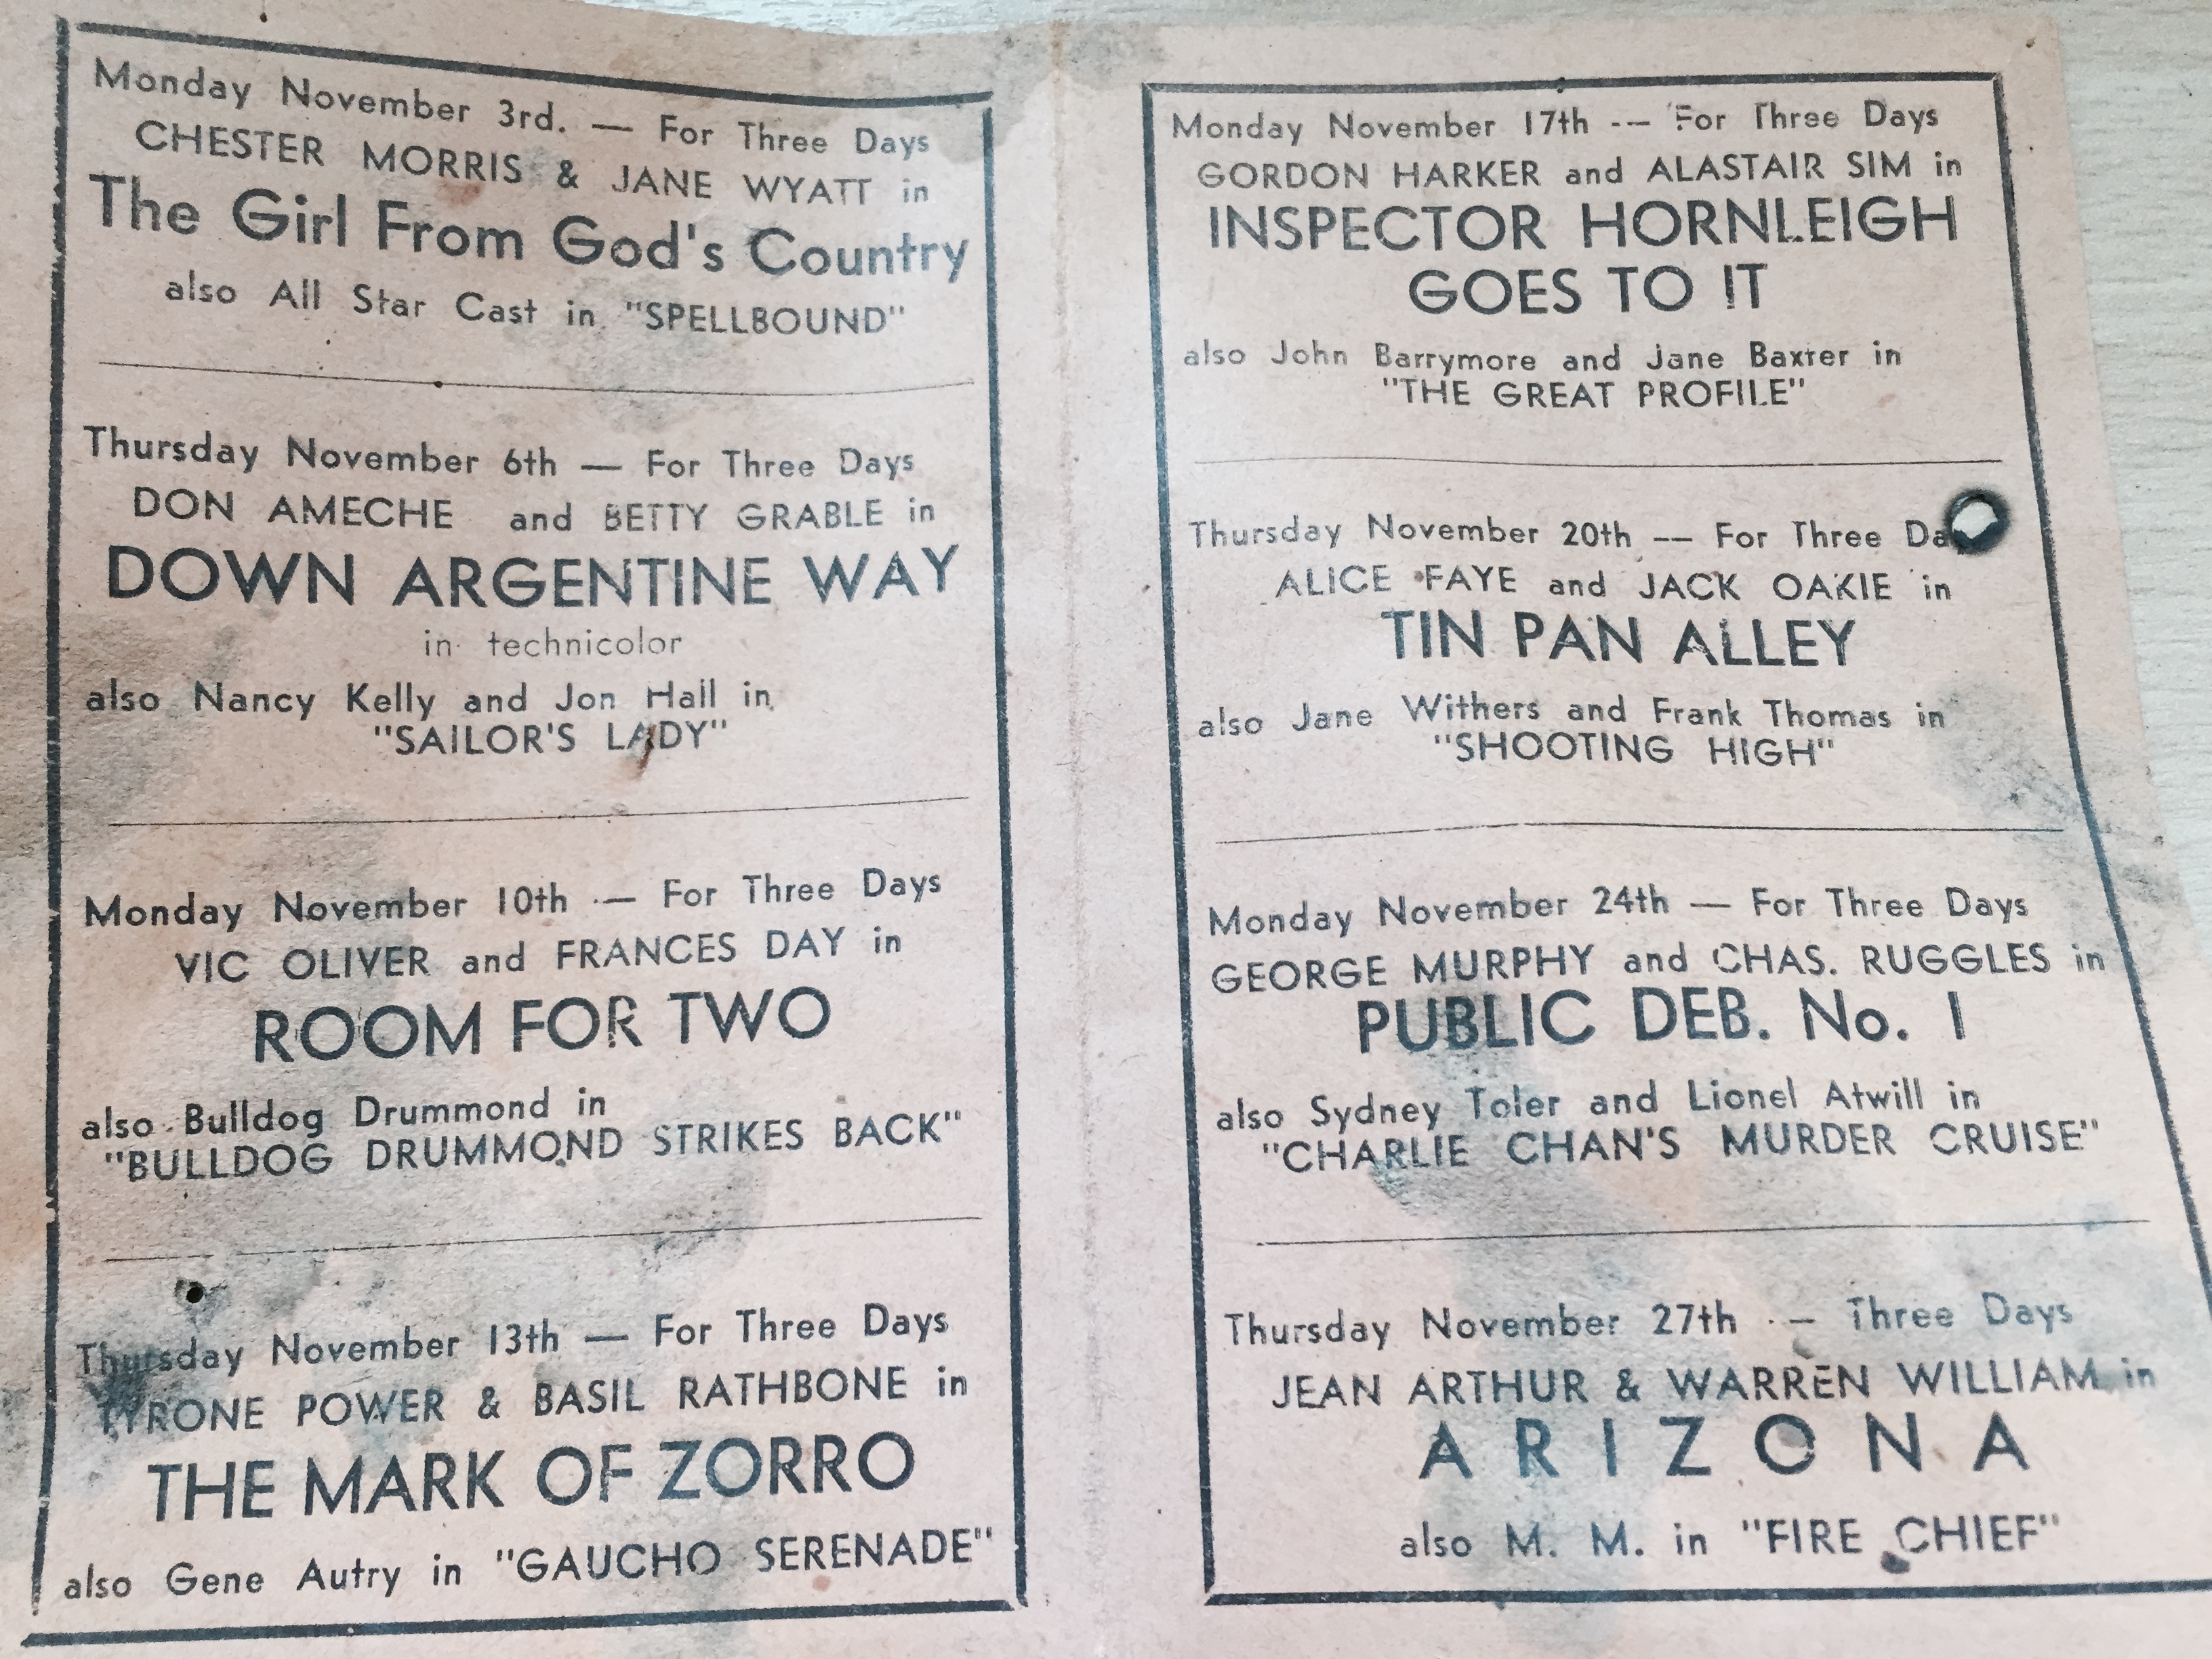 Monday November 3rd. — For Three Days
CHESTER MORRIS & JANE WYATT in
The Girl From God's Country
also All Star Cast in "SPELLBOUND"
Thursday November 6th — For Three Days
DON AMECHE and BETTY GRABLE in
DOWN ARGENTINE WAY
in technicolor
also Nancy Kelly and Jon Hall in
"SAILOR'S LADY"
Monday November 10th — For Three Days
VIC OLIVER and FRANCES DAY in
ROOM FOR TWO
also Bulldog Drummond in
"BULLDOG DRUMMOND STRIKES BACK"
Thursday November 13th — For Three Days
TYRONE POWER & BASIL RATHBONE in
THE MARK OF ZORRO
also Gene Autry in "GAUCHO SERENADE"
Monday November 17th -— For Three Days
GORDON HARKER and ALASTAIR SIM in
INSPECTOR HORNLEIGH
GOES TO IT
also John Barrymore and Jane Baxter in
"THE GREAT PROFILE"
Thursday November 20th -— For Three
ALICE FAYE and JACK OAKIE in
TIN PAN ALLEY
also Jane Withers and Frank Thomas in
"SHOOTING HIGH"
Monday November 24th — For Three Days
GEORGE MURPHY and CHAS. RUGGLES in
PUBLIC DEB. No. 1
also Sydney Toler and Lionel Atwill in
"CHARLIE CHAN'S MURDER CRUISE"
Thursday November 27th — Three Days
JEAN ARTHUR & WARREN WILLIAM in
ARIZONA
also M. M. in "FIRE CHIEF"